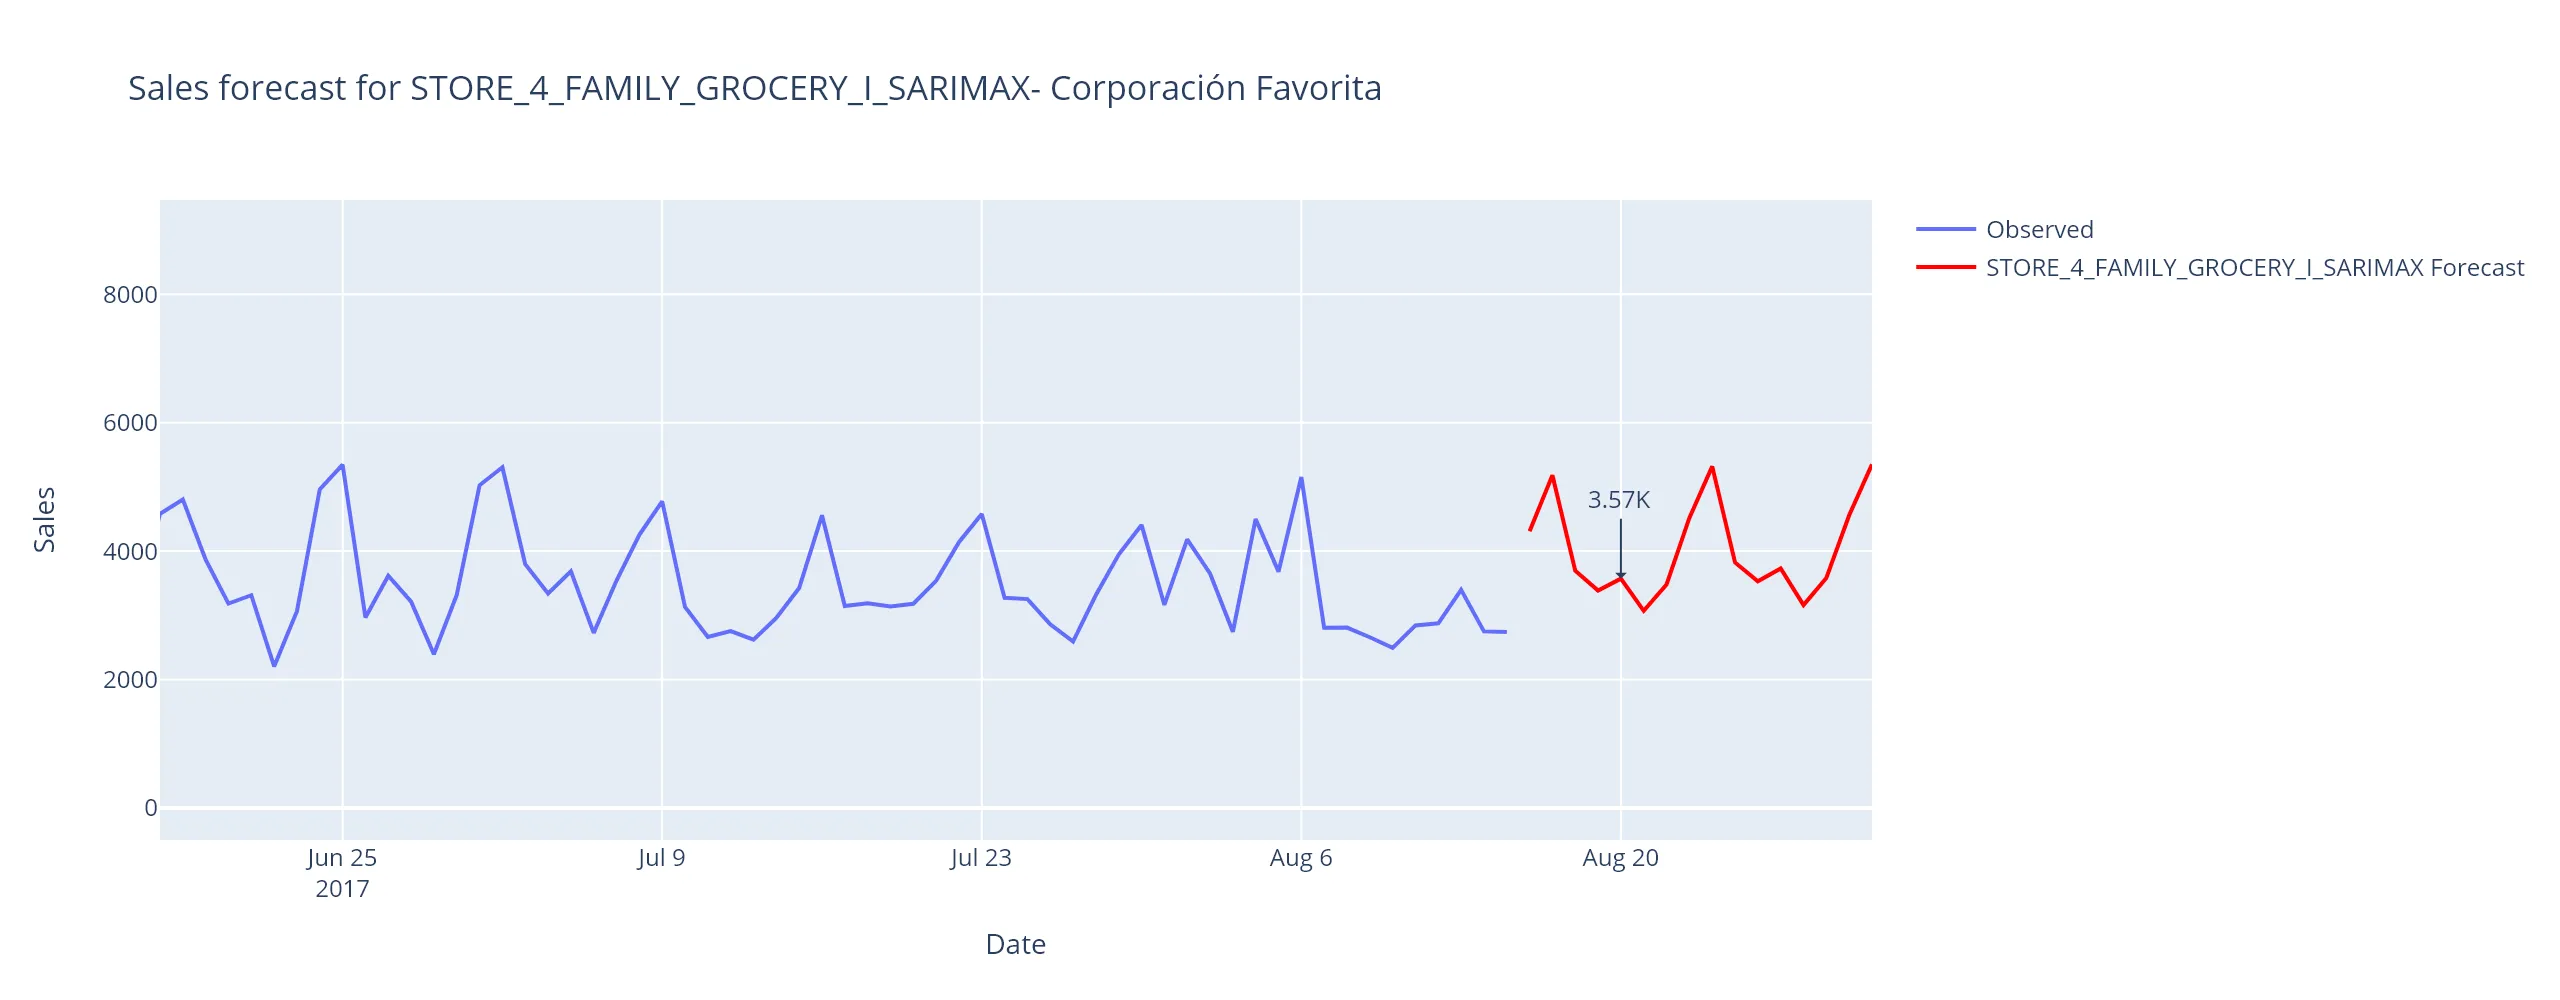 Sales forecast for STORE_4_FAMILY_GROCERY_I_SARIMAX- Corporación Favorita
Observed
STORE_4_FAMILY_GROCERY_I_SARIMAX Forecast
8000
6000
4000
2000
0
Sales
3.57K
Jun 25
2017
Jul 9
Jul 23
Aug 6
Aug 20
Date